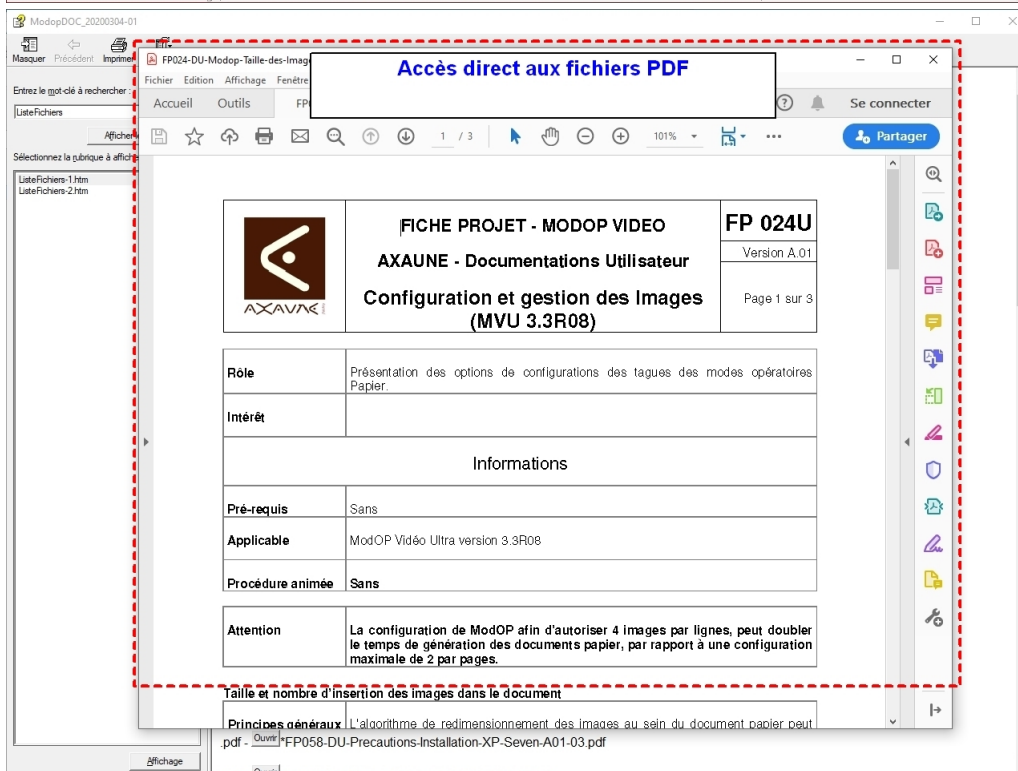 ModopDOC_20200304-01
Masquer Précédent Imprimer
Entrez le mot-clé à rechercher :
ListeFichiers
Afficher
Sélectionnez la rubrique à affich
ListeFichiers-1.htm
ListeFichiers-2.htm
Affichage
FP024-DU-Modop-Taille-des-Imag
Accès direct aux fichiers PDF
Fichier Edition Affichage Fenêtre
Accueil Outils FP0 Se connecter
1 / 3 101% Partager
AXAUNE
FICHE PROJET - MODOP VIDEO
AXAUNE - Documentations Utilisateur
Configuration et gestion des Images
(MVU 3.3R08)
FP 024U
Version A.01
Page 1 sur 3
Rôle Présentation des options de configurations des tagues des modes opératoires
Papier.
Intérêt
Informations
Pré-requis Sans
Applicable ModOP Vidéo Ultra version 3.3R08
Procédure animée Sans
Attention La configuration de ModOP afin d'autoriser 4 images par lignes, peut doubler
le temps de génération des documents papier, par rapport à une configuration
maximale de 2 par pages.
Taille et nombre d'insertion des images dans le document
Principes généraux L'algorithme de redimensionnement des images au sein du document papier peut
.pdf - Ouvrir *FP058-DU-Precautions-Installation-XP-Seven-A01-03.pdf